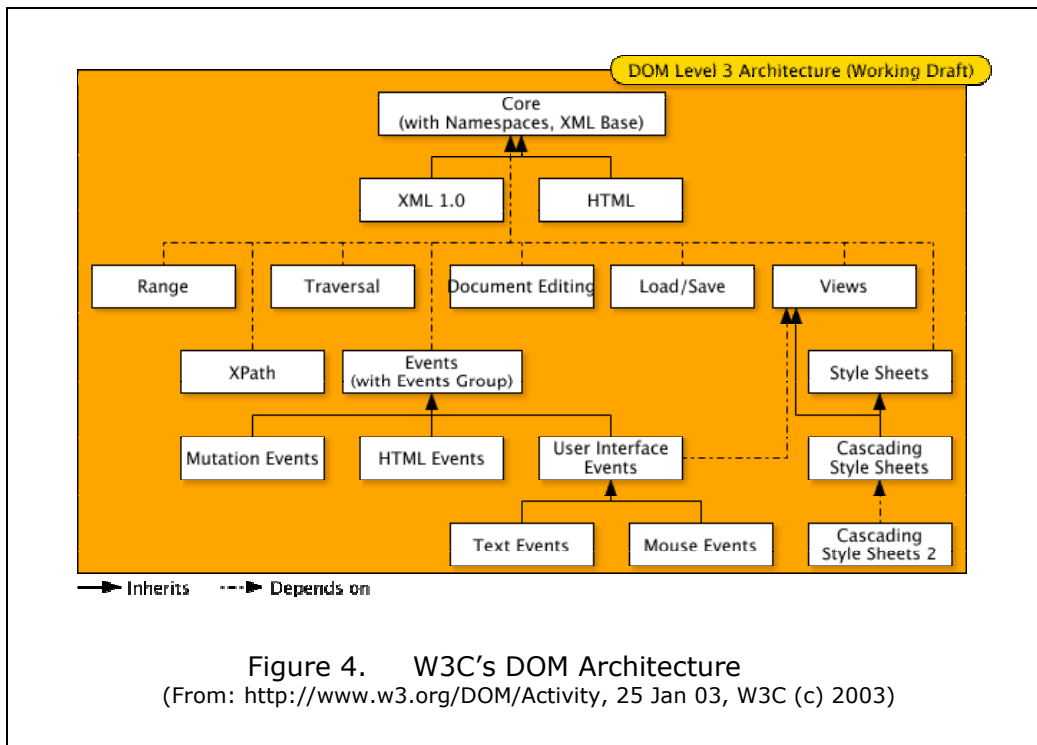 DOM Level 3 Architecture (Working Draft)
Core
(with Namespaces, XML Base)
XML 1.0
HTML
Range
Traversal
Document Editing
Load/Save
Views
XPath
Events
(with Events Group)
Style Sheets
Mutation Events
HTML Events
User Interface
Events
Cascading
Style Sheets
Text Events
Mouse Events
Cascading
Style Sheets 2
Inherits
Depends on
Figure 4. W3C's DOM Architecture
(From: http://www.w3.org/DOM/Activity, 25 Jan 03, W3C (c) 2003)